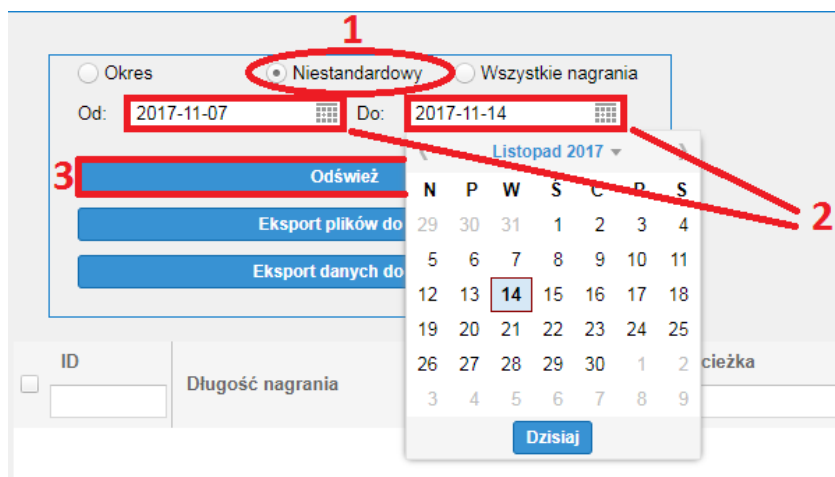 1
Okres Niestandardowy Wszystkie nagrania
Od: 2017-11-07 Do: 2017-11-14
Listopad 2017
3 Odśwież
N P W Ś C P S
2
Eksport plików do
29 30 31 1 2 3 4
5 6 7 8 9 10 11
Eksport danych do
12 13 14 15 16 17 18
19 20 21 22 23 24 25
ID
26 27 28 29 30 1 2
cieżka
Długość nagrania
3 4 5 6 7 8 9
Dzisiaj